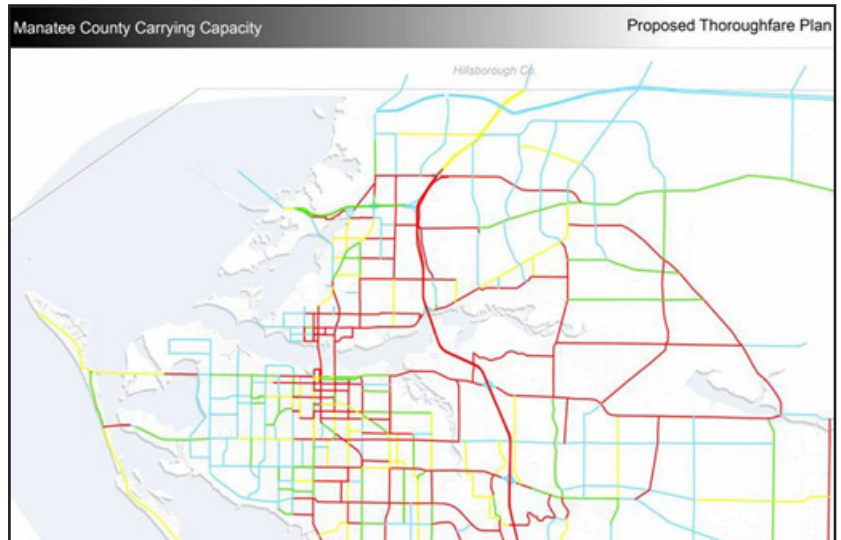 Manatee County Carrying Capacity
Proposed Thoroughfare Plan
Hillsborough Co.